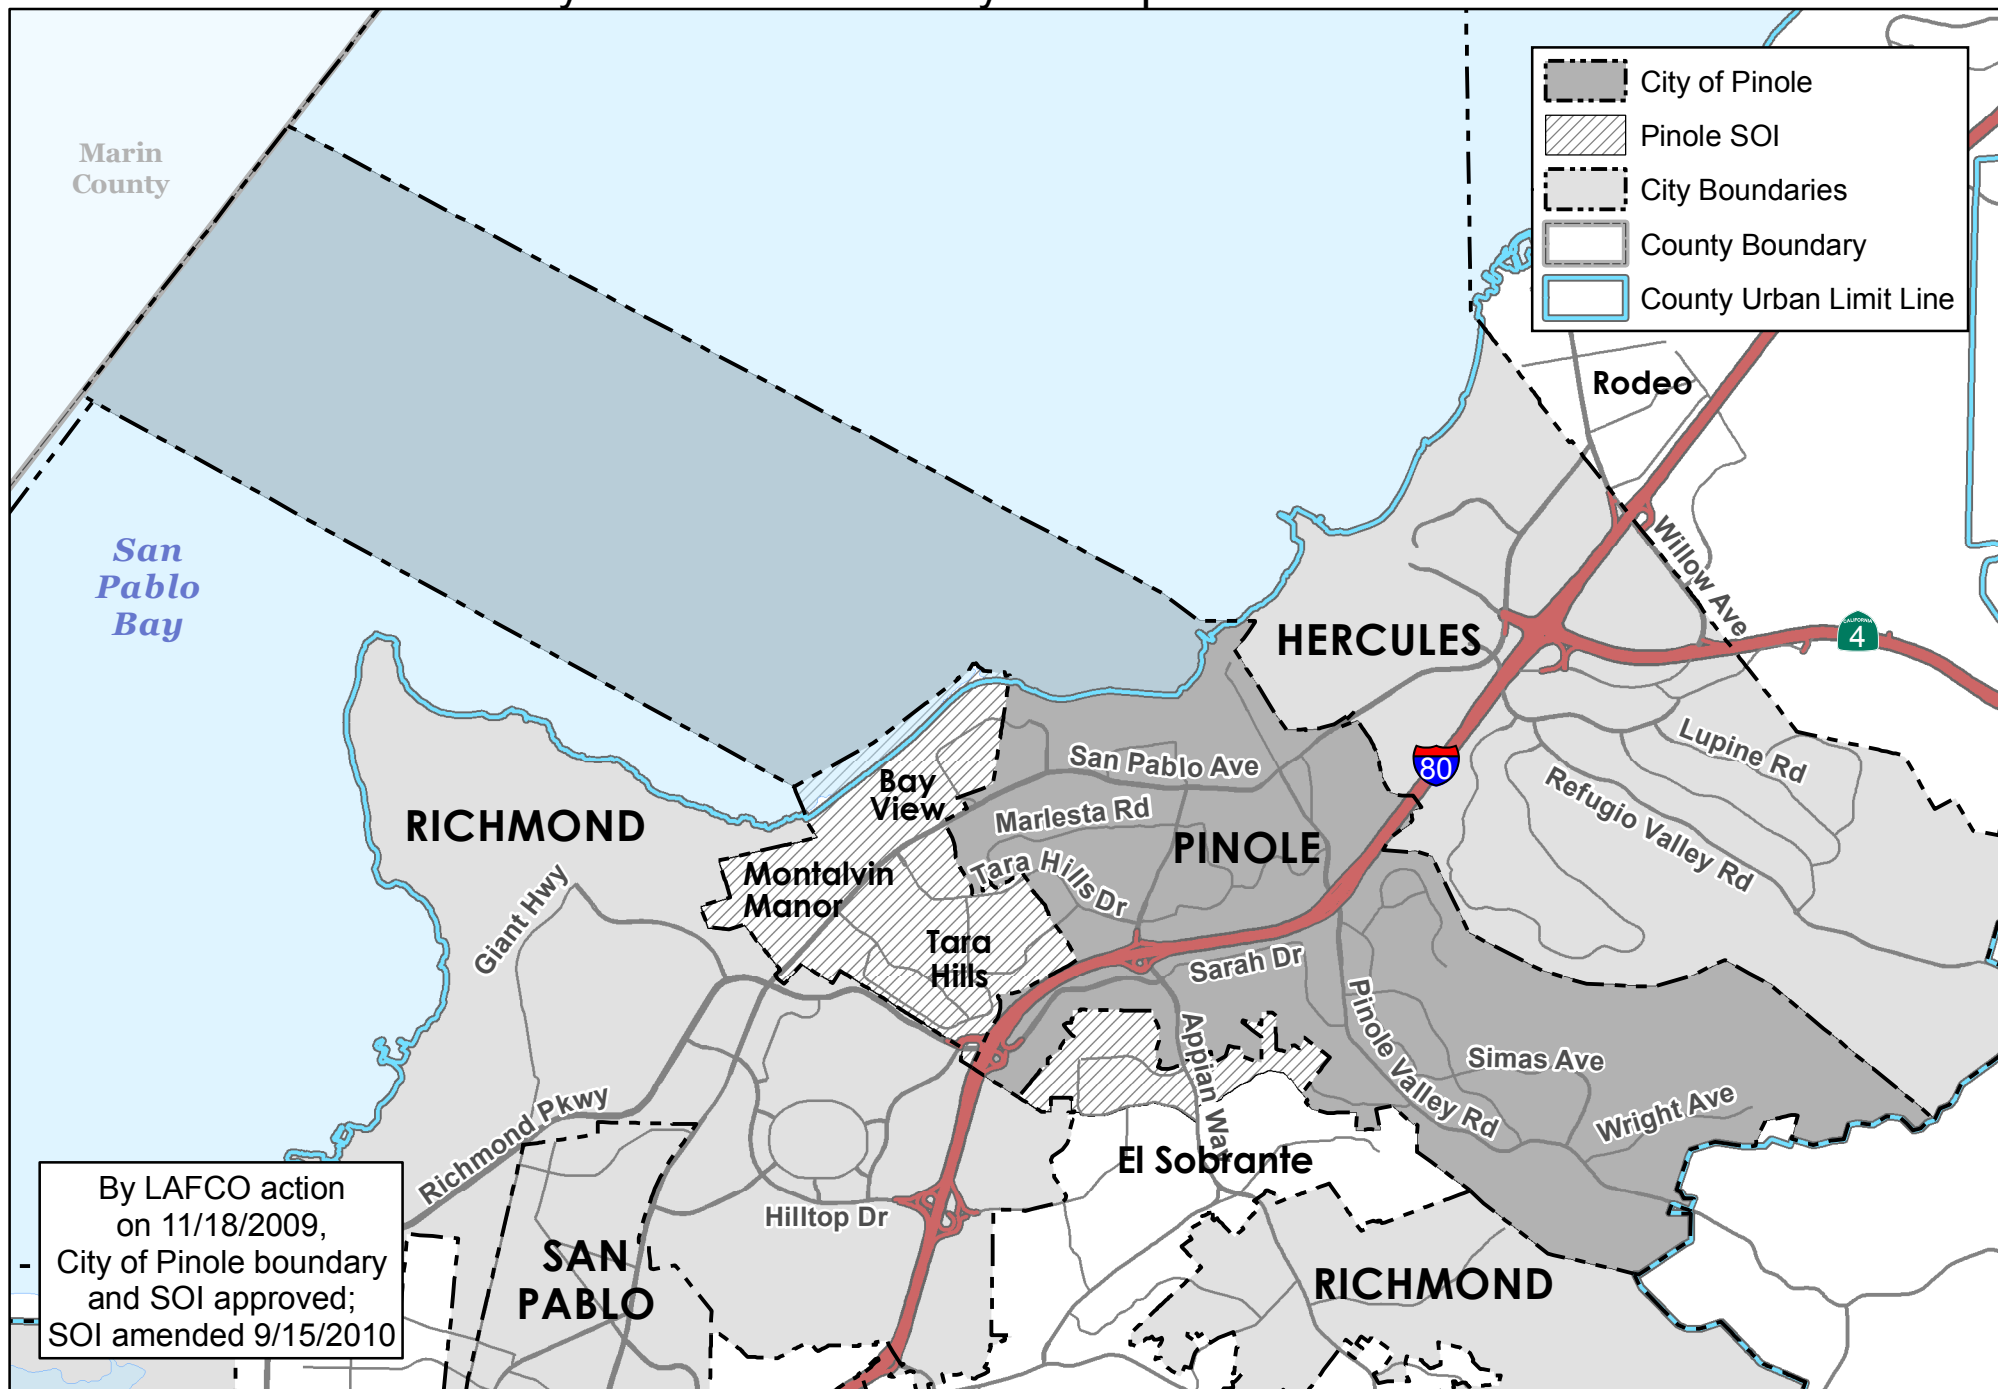 Marin
County
City of Pinole
Pinole SOI
City Boundaries
County Boundary
County Urban Limit Line
Rodeo
San
Pablo
Bay
Willow Ave
HERCULES
CALIFORNIA
4
Lupine Rd
San Pablo Ave
80
Refugio Valley Rd
Bay
View
Marlesta Rd
RICHMOND
PINOLE
Tara Hills Dr
Montalvin
Manor
Giant Hwy
Tara
Hills
Sarah Dr
Pinole Valley Rd
Appian Way
Simas Ave
Wright Ave
Richmond Pkwy
El Sobrante
Hilltop Dr
SAN
PABLO
RICHMOND
By LAFCO action
on 11/18/2009,
City of Pinole boundary
and SOI approved;
SOI amended 9/15/2010